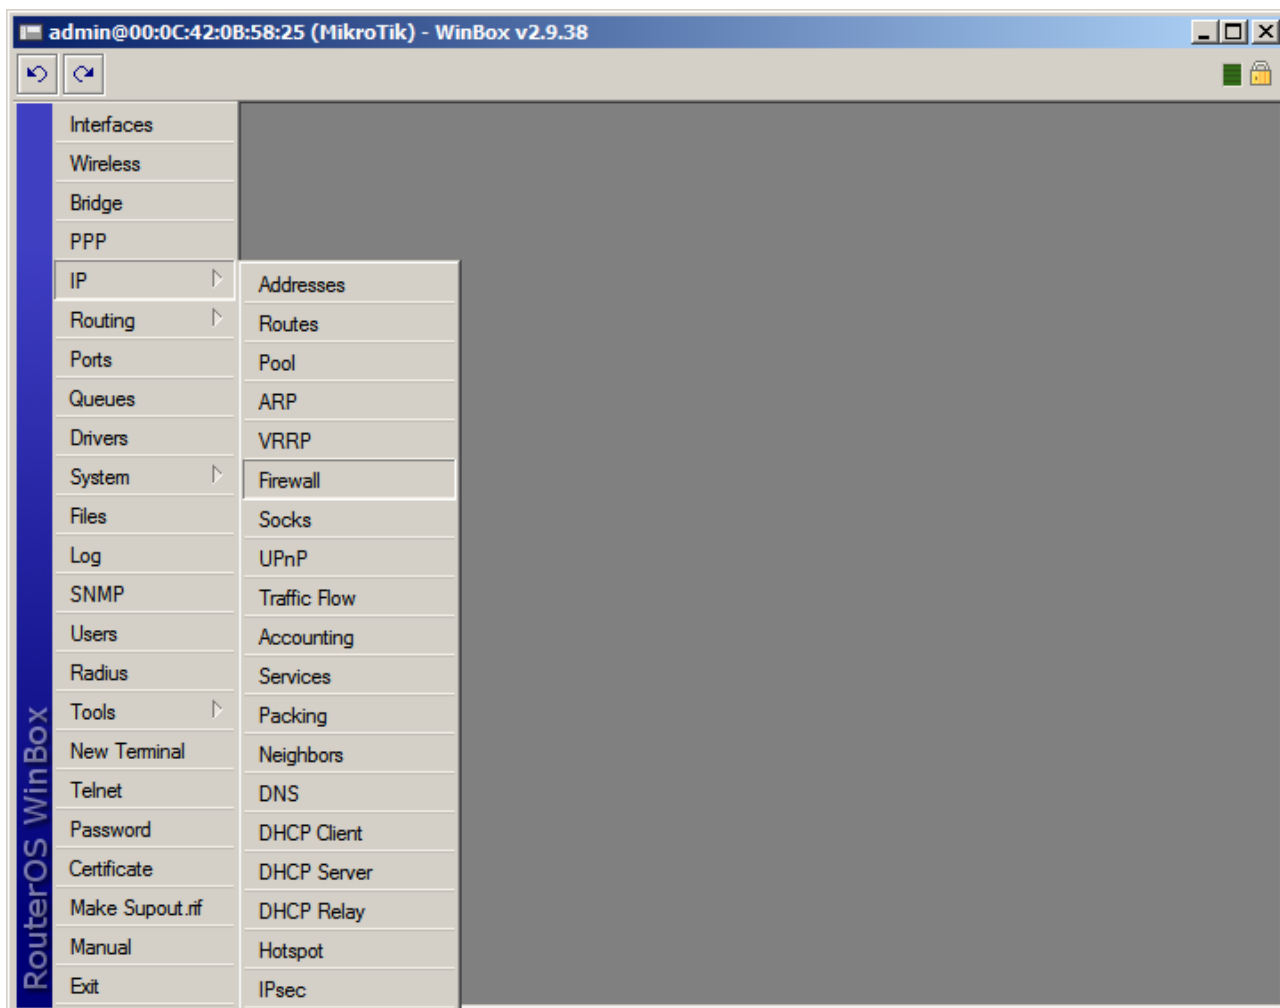 admin@00:0C:42:0B:58:25 (MikroTik) - WinBox v2.9.38
Interfaces
Wireless
Bridge
PPP
IP
Routing
Ports
Queues
Drivers
System
Files
Log
SNMP
Users
Radius
Tools
New Terminal
Telnet
Password
Certificate
Make Supout.rif
Manual
Exit
Addresses
Routes
Pool
ARP
VRRP
Firewall
Socks
UPnP
Traffic Flow
Accounting
Services
Packing
Neighbors
DNS
DHCP Client
DHCP Server
DHCP Relay
Hotspot
IPsec
RouterOS WinBox